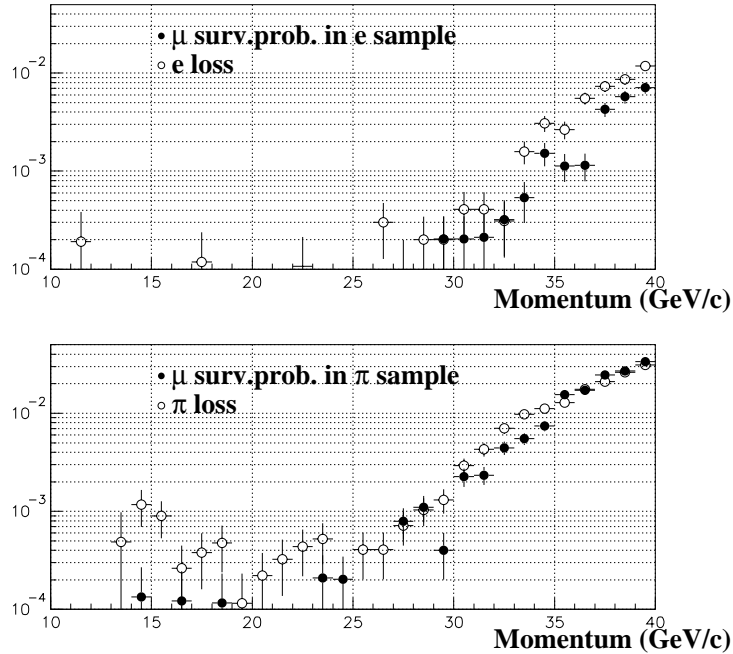 μ surv.prob. in e sample
e loss
10⁻²
10⁻³
10⁻⁴
10 15 20 25 30 35 40
Momentum (GeV/c)
μ surv.prob. in π sample
π loss
10⁻²
10⁻³
10⁻⁴
10 15 20 25 30 35 40
Momentum (GeV/c)